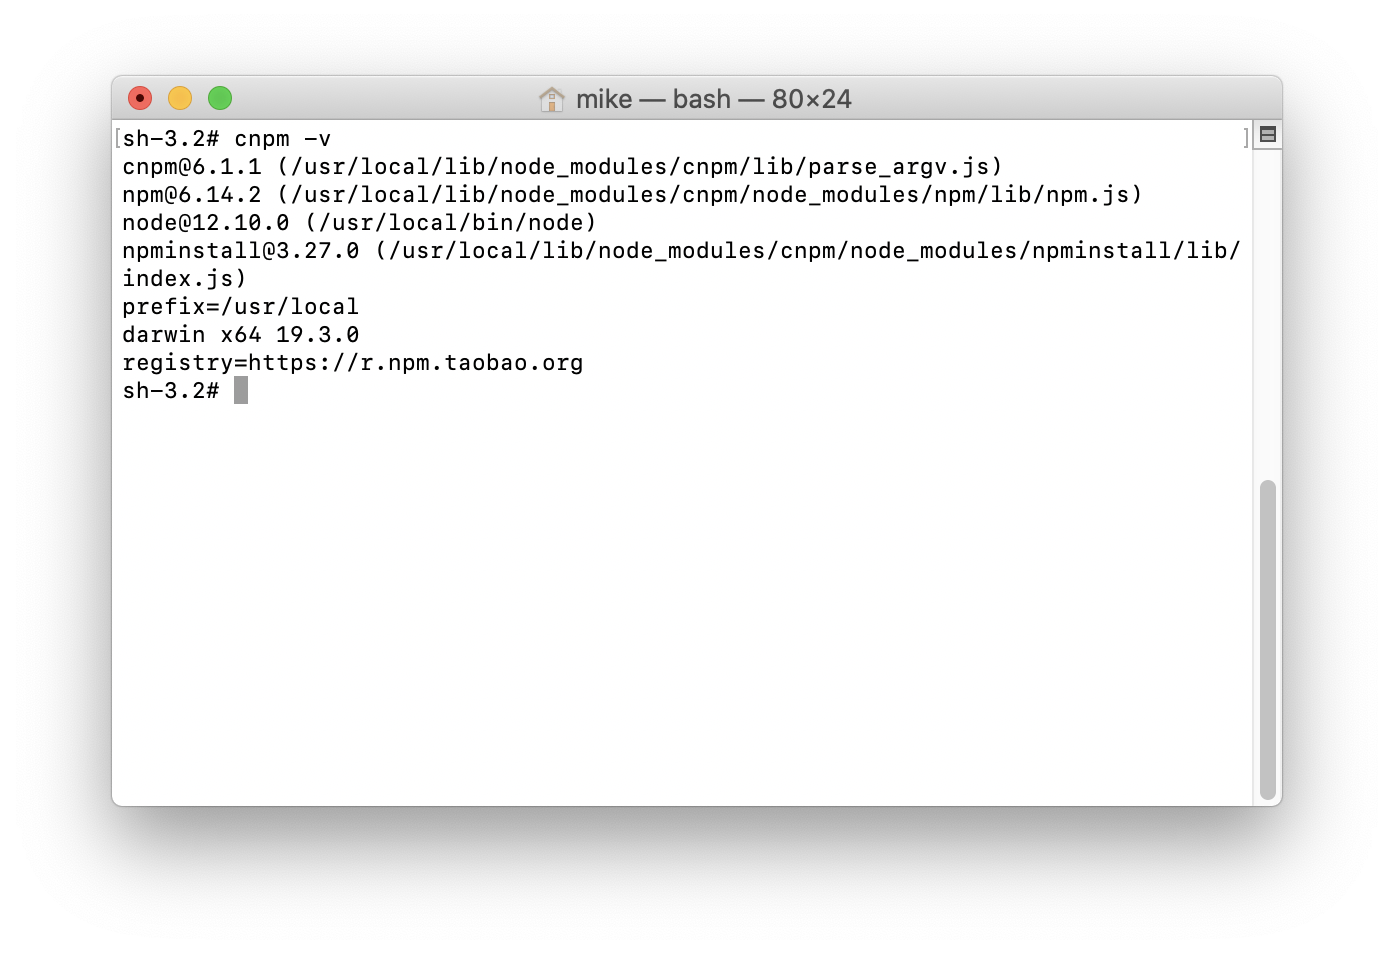 mike — bash — 80×24
[sh-3.2# cnpm -v ]
cnpm@6.1.1 (/usr/local/lib/node_modules/cnpm/lib/parse_argv.js)
npm@6.14.2 (/usr/local/lib/node_modules/cnpm/node_modules/npm/lib/npm.js)
node@12.10.0 (/usr/local/bin/node)
npminstall@3.27.0 (/usr/local/lib/node_modules/cnpm/node_modules/npminstall/lib/
index.js)
prefix=/usr/local
darwin x64 19.3.0
registry=https://r.npm.taobao.org
sh-3.2#